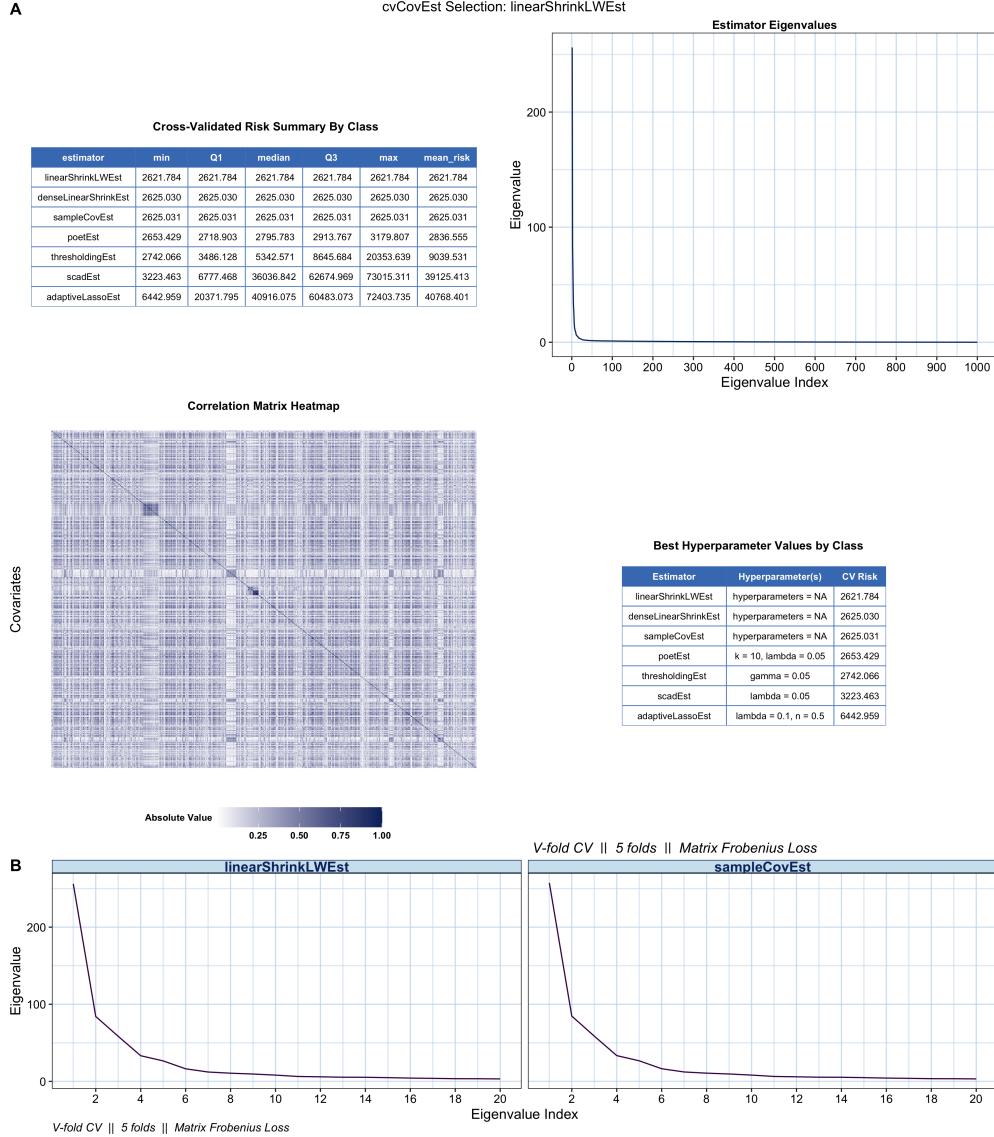 A
cvCovEst Selection: linearShrinkLWEst
Cross-Validated Risk Summary By Class
estimator min Q1 median Q3 max mean_risk
linearShrinkLWEst 2621.784 2621.784 2621.784 2621.784 2621.784 2621.784
denseLinearShrinkEst 2625.030 2625.030 2625.030 2625.030 2625.030 2625.030
sampleCovEst 2625.031 2625.031 2625.031 2625.031 2625.031 2625.031
poetEst 2653.429 2718.903 2795.783 2913.767 3179.807 2836.555
thresholdingEst 2742.066 3486.128 5342.571 8645.684 20353.639 9039.531
scadEst 3223.463 6777.468 36036.842 62674.969 73015.311 39125.413
adaptiveLassoEst 6442.959 20371.795 40916.075 60483.073 72403.735 40768.401
Estimator Eigenvalues
Eigenvalue
200
100
0
0 100 200 300 400 500 600 700 800 900 1000
Eigenvalue Index
Correlation Matrix Heatmap
Covariates
Absolute Value
0.25 0.50 0.75 1.00
Best Hyperparameter Values by Class
Estimator Hyperparameter(s) CV Risk
linearShrinkLWEst hyperparameters = NA 2621.784
denseLinearShrinkEst hyperparameters = NA 2625.030
sampleCovEst hyperparameters = NA 2625.031
poetEst k = 10, lambda = 0.05 2653.429
thresholdingEst gamma = 0.05 2742.066
scadEst lambda = 0.05 3223.463
adaptiveLassoEst lambda = 0.1, n = 0.5 6442.959
V-fold CV || 5 folds || Matrix Frobenius Loss
B
linearShrinkLWEst
sampleCovEst
Eigenvalue
200
100
0
2 4 6 8 10 12 14 16 18 20
2 4 6 8 10 12 14 16 18 20
Eigenvalue Index
V-fold CV || 5 folds || Matrix Frobenius Loss